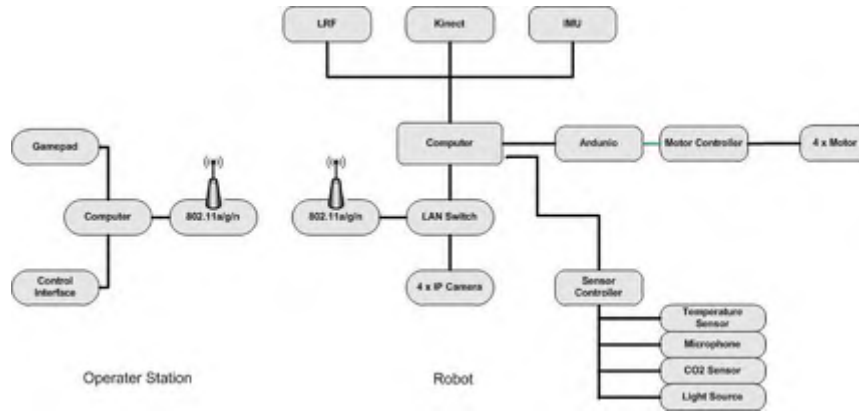 LRF
Kinect
IMU
Gamepad
Computer
Ardunio
Motor Controller
4 x Motor
Computer
802.11a/g/n
802.11a/g/n
LAN Switch
Control
Interface
4 x IP Camera
Sensor
Controller
Temperature
Sensor
Microphone
CO2 Sensor
Light Source
Operater Station
Robot